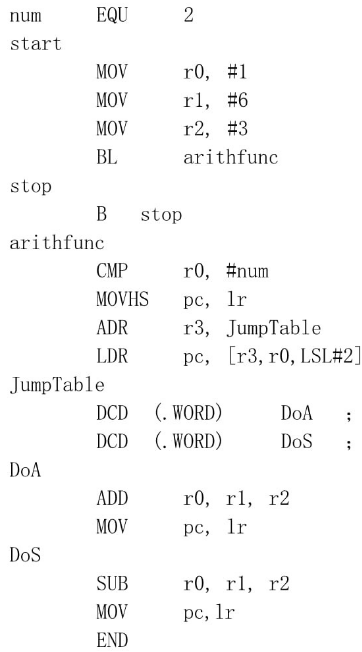 num EQU 2
start
MOV r0, #1
MOV r1, #6
MOV r2, #3
BL arithfunc
stop
B stop
arithfunc
CMP r0, #num
MOVHS pc, lr
ADR r3, JumpTable
LDR pc, [r3,r0,LSL#2]
JumpTable
DCD (.WORD) DoA ;
DCD (.WORD) DoS ;
DoA
ADD r0, r1, r2
MOV pc, lr
DoS
SUB r0, r1, r2
MOV pc,lr
END